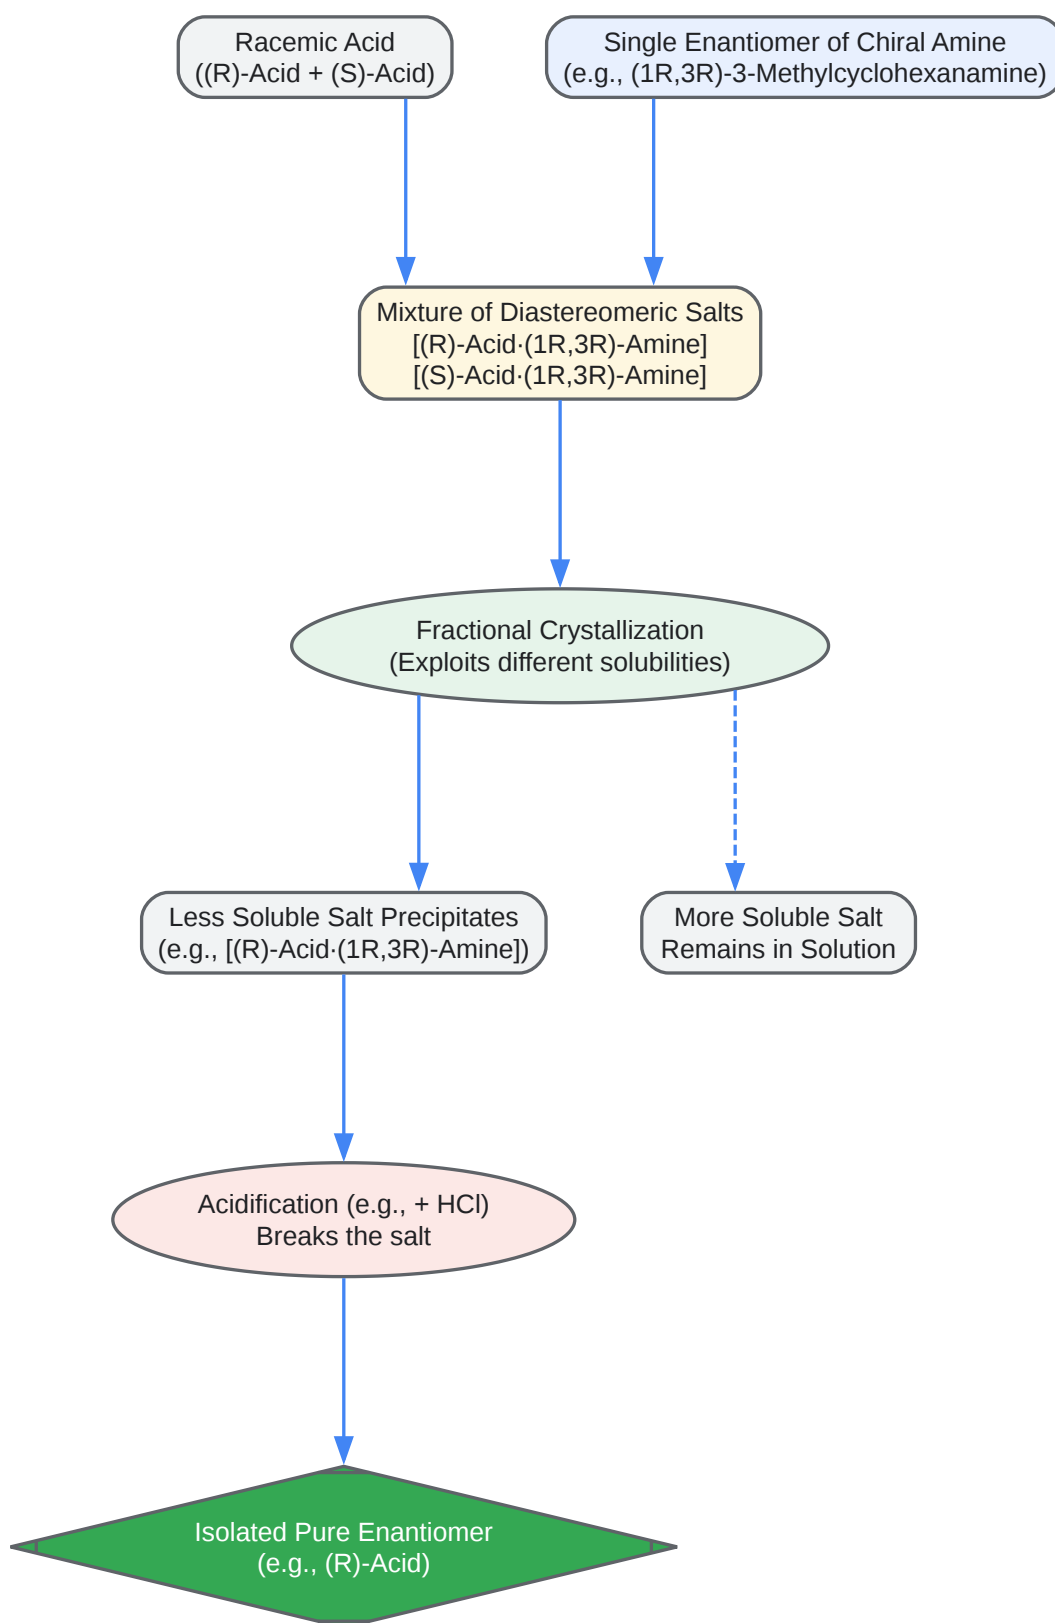 Racemic Acid
((R)-Acid + (S)-Acid)
Single Enantiomer of Chiral Amine
(e.g., (1R,3R)-3-Methylcyclohexanamine)
Mixture of Diastereomeric Salts
[(R)-Acid·(1R,3R)-Amine]
[(S)-Acid·(1R,3R)-Amine]
Fractional Crystallization
(Exploits different solubilities)
Less Soluble Salt Precipitates
(e.g., [(R)-Acid·(1R,3R)-Amine])
More Soluble Salt
Remains in Solution
Acidification (e.g., + HCl)
Breaks the salt
Isolated Pure Enantiomer
(e.g., (R)-Acid)